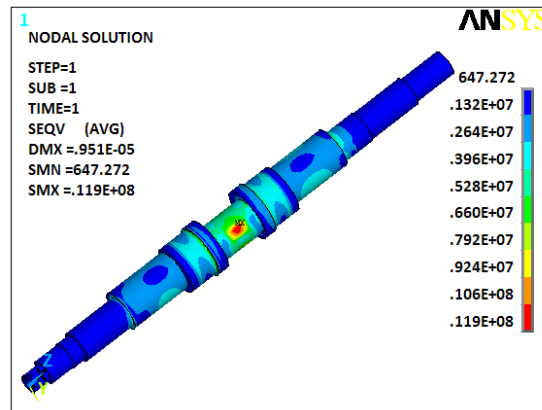 1
ANSYS
NODAL SOLUTION
STEP=1
SUB =1
TIME=1
SEQV (AVG)
DMX =.951E-05
SMN =647.272
SMX =.119E+08
647.272
.132E+07
.264E+07
.396E+07
.528E+07
.660E+07
.792E+07
.924E+07
.106E+08
.119E+08
MX
Z
Y